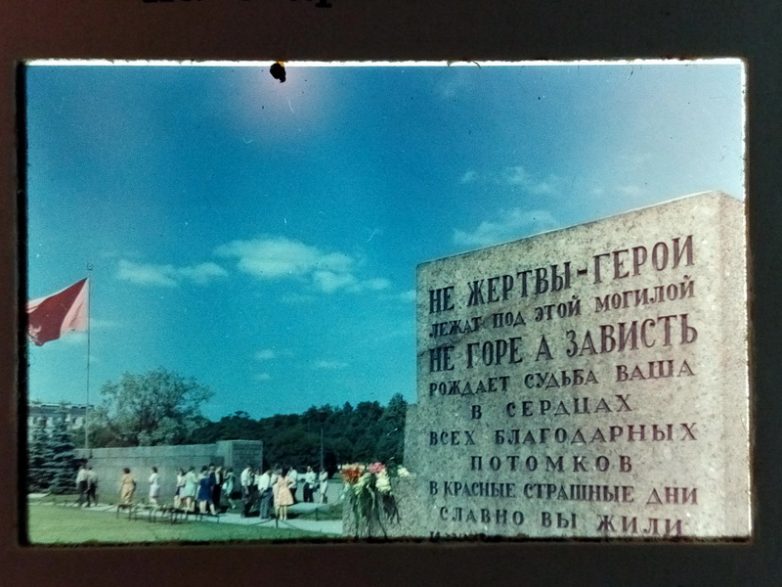 НЕ ЖЕРТВЫ-ГЕРОИ
ЛЕЖАТ ПОД ЭТОЙ МОГИЛОЙ
НЕ ГОРЕ А ЗАВИСТЬ
РОЖДАЕТ СУДЬБА ВАША
В СЕРДЦАХ
ВСЕХ БЛАГОДАРНЫХ
ПОТОМКОВ
В КРАСНЫЕ СТРАШНЫЕ ДНИ
СЛАВНО ВЫ ЖИЛИ